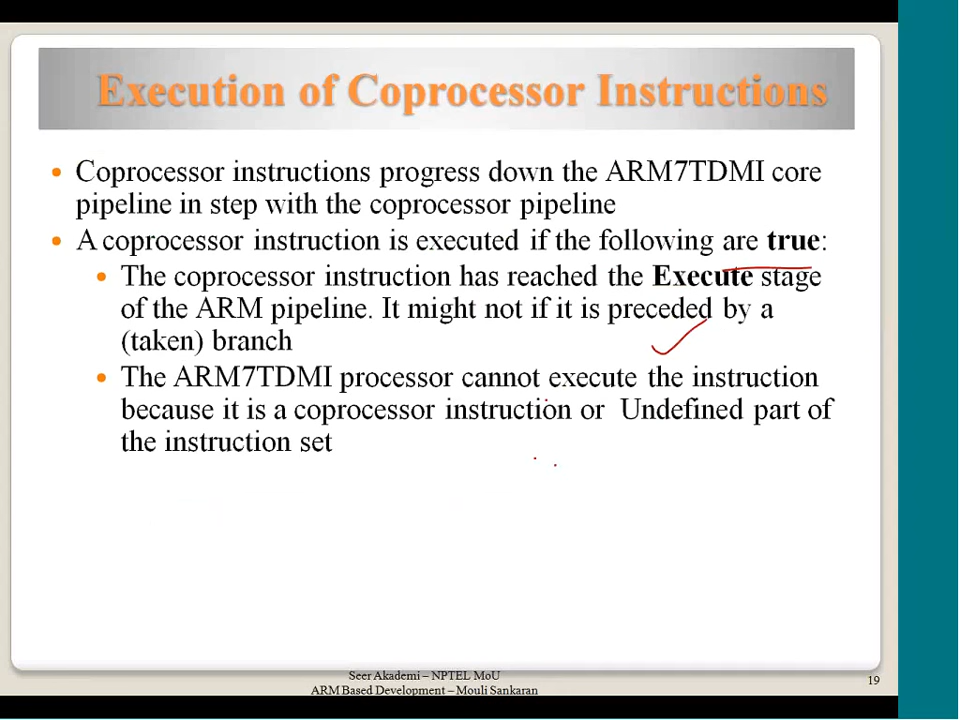 Execution of Coprocessor Instructions
• Coprocessor instructions progress down the ARM7TDMI core
pipeline in step with the coprocessor pipeline
• A coprocessor instruction is executed if the following are true:
• The coprocessor instruction has reached the Execute stage
of the ARM pipeline. It might not if it is preceded by a
(taken) branch
• The ARM7TDMI processor cannot execute the instruction
because it is a coprocessor instruction or Undefined part of
the instruction set
Seer Akademi – NPTEL MoU
ARM Based Development – Mouli Sankaran
19